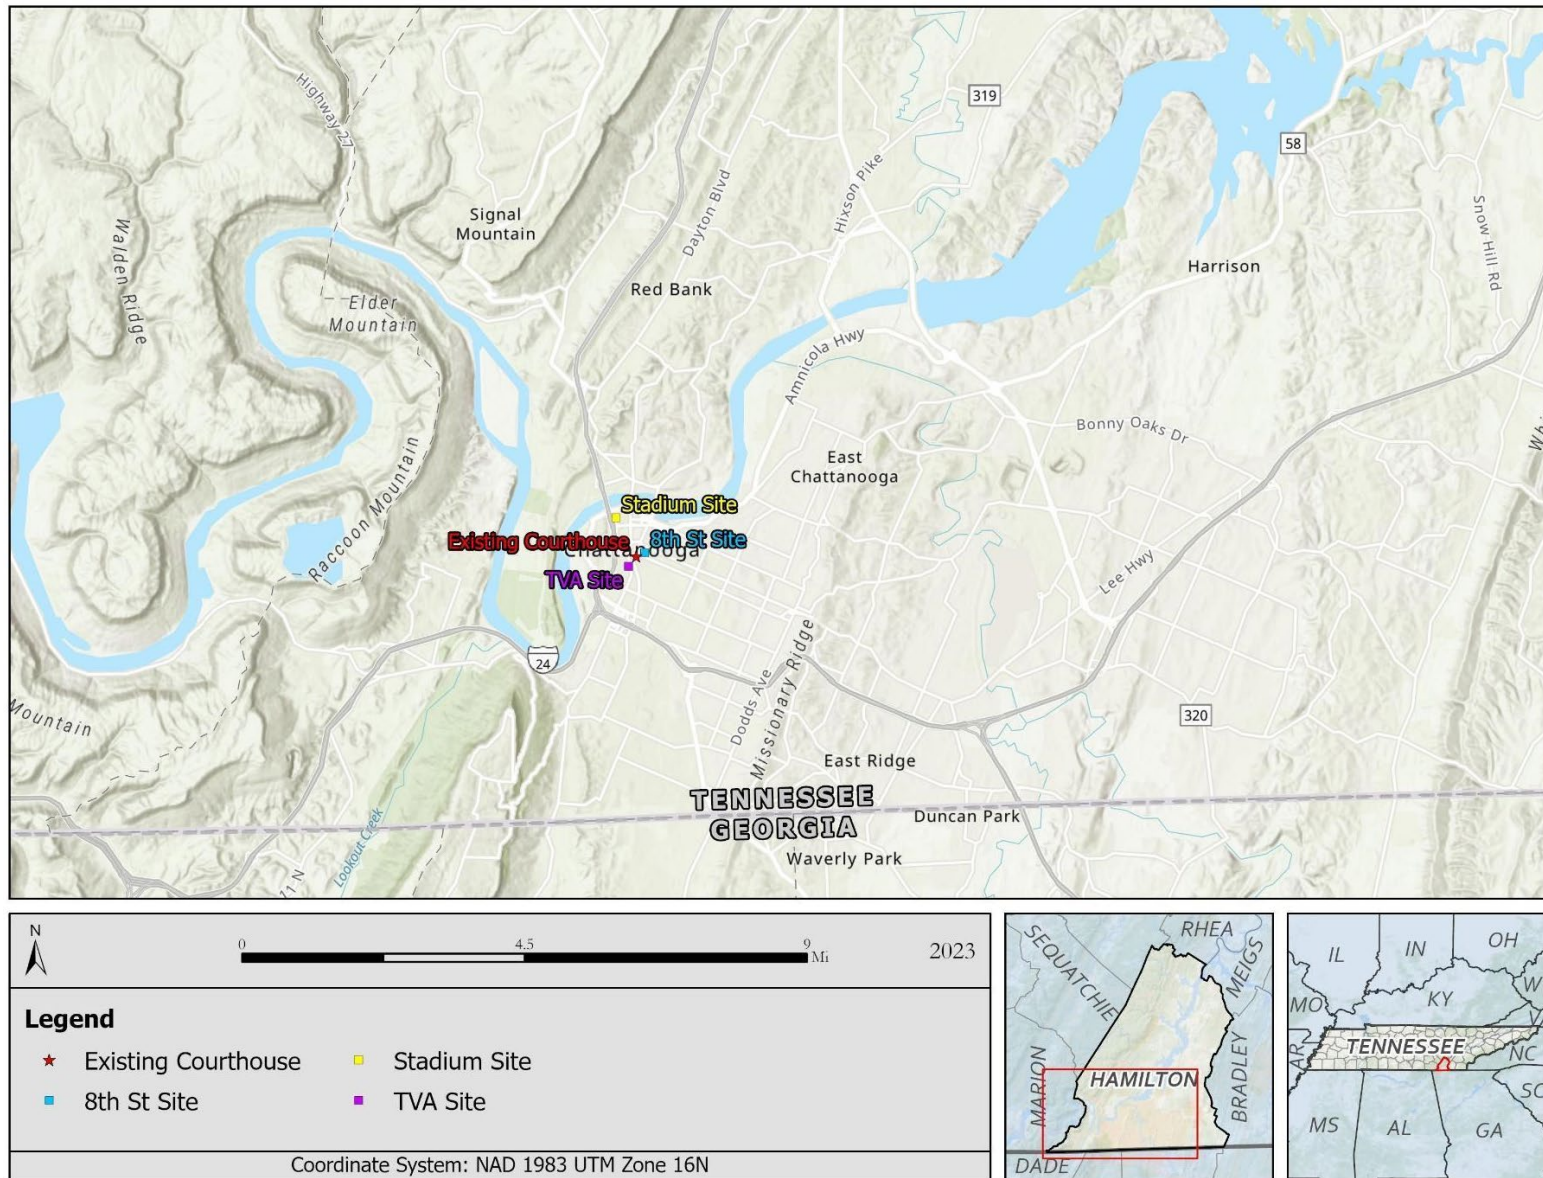 Highway 27
319
58
Signal
Mountain
Dayton Blvd
Hixson Pike
Snow Hill Rd
Walden Ridge
Harrison
Red Bank
Elder
Mountain
Amnicola Hwy
Bonny Oaks Dr
East
Chattanooga
Raccoon Mountain
Stadium Site
Existing Courthouse
8th St Site
Chattanooga
TVA Site
Lee Hwy
24
Missionary Ridge
Dodds Ave
Mountain
320
East Ridge
TENNESSEE
GEORGIA
Duncan Park
Waverly Park
Lookout Creek
11 N
N
0 4.5 9
Mi
2023
Legend
Existing Courthouse
Stadium Site
8th St Site
TVA Site
Coordinate System: NAD 1983 UTM Zone 16N
RHEA
SEQUATCHIE
MEIGS
MARION
HAMILTON
BRADLEY
DADE
IL
IN
OH
MO
KY
W
V
TENNESSEE
NC
AR
SC
MS
AL
GA